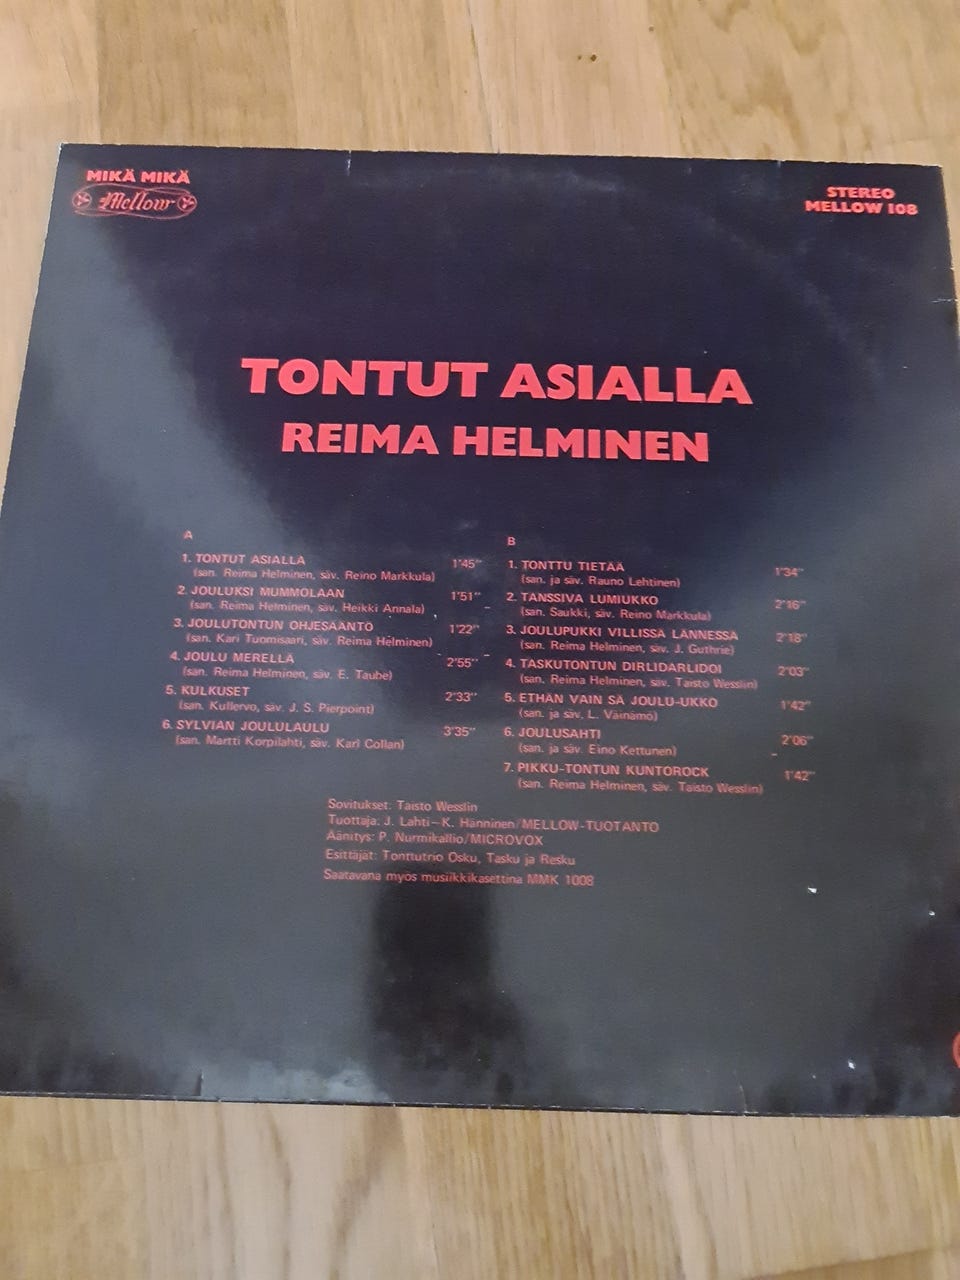 MIKÄ MIKÄ
Mellow
STEREO
MELLOW 108
TONTUT ASIALLA
REIMA HELMINEN
A
1. TONTUT ASIALLA 1'45"
(san. Reima Helminen, säv. Reino Markkula)
2. JOULUKSI MUMMOLAAN 1'51"
(san. Reima Helminen, säv. Heikki Annala)
3. JOULUTONTUN OHJESÄÄNTÖ 1'22"
(san. Kari Tuomisaari, säv. Reima Helminen)
4. JOULU MERELLÄ 2'55"
(san. Reima Helminen, säv. E. Taube)
5. KULKUSET 2'33"
(san. Kullervo, säv. J. S. Pierpoint)
6. SYLVIAN JOULULAULU 3'35"
(san. Martti Korpilahti, säv. Karl Collan)
B
1. TONTTU TIETÄÄ 1'34"
(san. ja säv. Rauno Lehtinen)
2. TANSSIVA LUMIUKKO 2'16"
(san. Saukki, säv. Reino Markkula)
3. JOULUPUKKI VILLISSÄ LÄNNESSÄ 2'18"
(san. Reima Helminen, säv. J. Guthrie)
4. TASKUTONTUN DIRLIDARLIDOI 2'03"
(san. Reima Helminen, säv. Taisto Wesslin)
5. ETHÄN VAIN SÄ JOULU-UKKO 1'42"
(san. ja säv. L. Väinämö)
6. JOULUSAHTI 2'06"
(san. ja säv. Eino Kettunen)
7. PIKKU-TONTUN KUNTOROCK 1'42"
(san. Reima Helminen, säv. Taisto Wesslin)
Sovitukset: Taisto Wesslin
Tuottaja: J. Lahti–K. Hänninen/MELLOW-TUOTANTO
Äänitys: P. Nurmikallio/MICROVOX
Esittäjät: Tonttutrio Osku, Tasku ja Resku
Saatavana myös musiikkikasettina MMK 1008